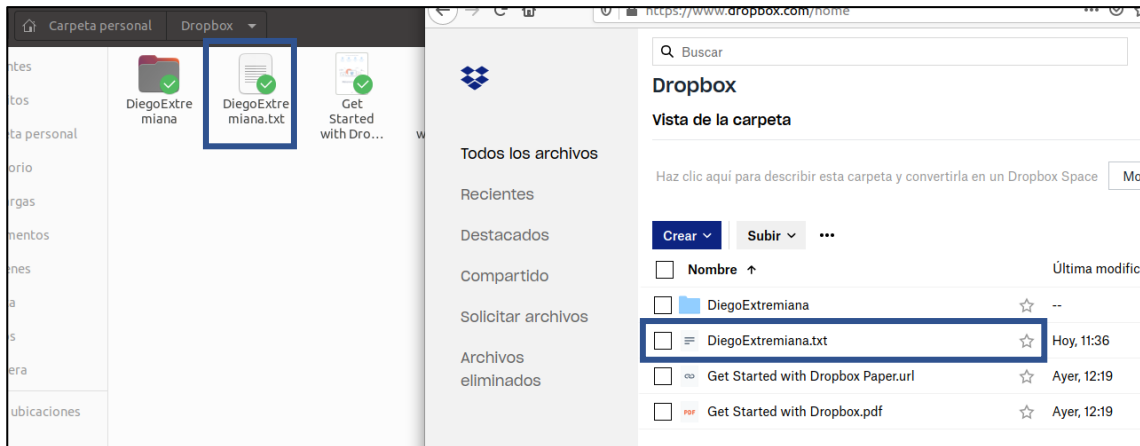 Carpeta personal Dropbox
ntes
tos
eta personal
orio
rgas
mentos
enes
a
s
era
ubicaciones
DiegoExtre
miana
DiegoExtre
miana.txt
Get
Started
with Dro...
w
https://www.dropbox.com/home
Buscar
Dropbox
Vista de la carpeta
Todos los archivos
Recientes
Destacados
Compartido
Solicitar archivos
Archivos
eliminados
Haz clic aquí para describir esta carpeta y convertirla en un Dropbox Space Mo
Crear Subir
Nombre ↑ Última modific
DiegoExtremiana --
DiegoExtremiana.txt Hoy, 11:36
Get Started with Dropbox Paper.url Ayer, 12:19
PDF Get Started with Dropbox.pdf Ayer, 12:19